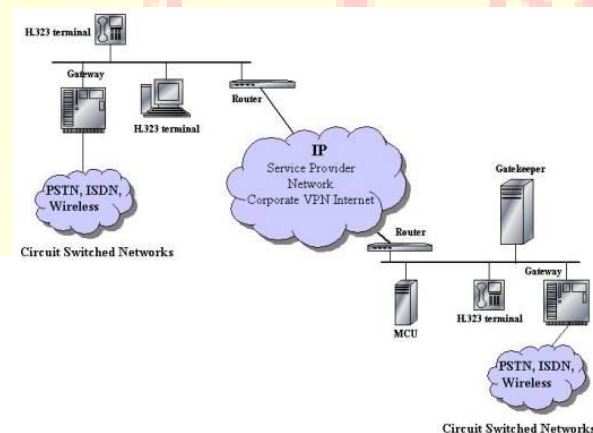 H.323 terminal
Gateway
H.323 terminal
Router
PSTN, ISDN,
Wireless
Circuit Switched Networks
IP
Service Provider
Network
Corporate VPN Internet
Gatekeeper
Router
MCU
H.323 terminal
Gateway
PSTN, ISDN,
Wireless
Circuit Switched Networks